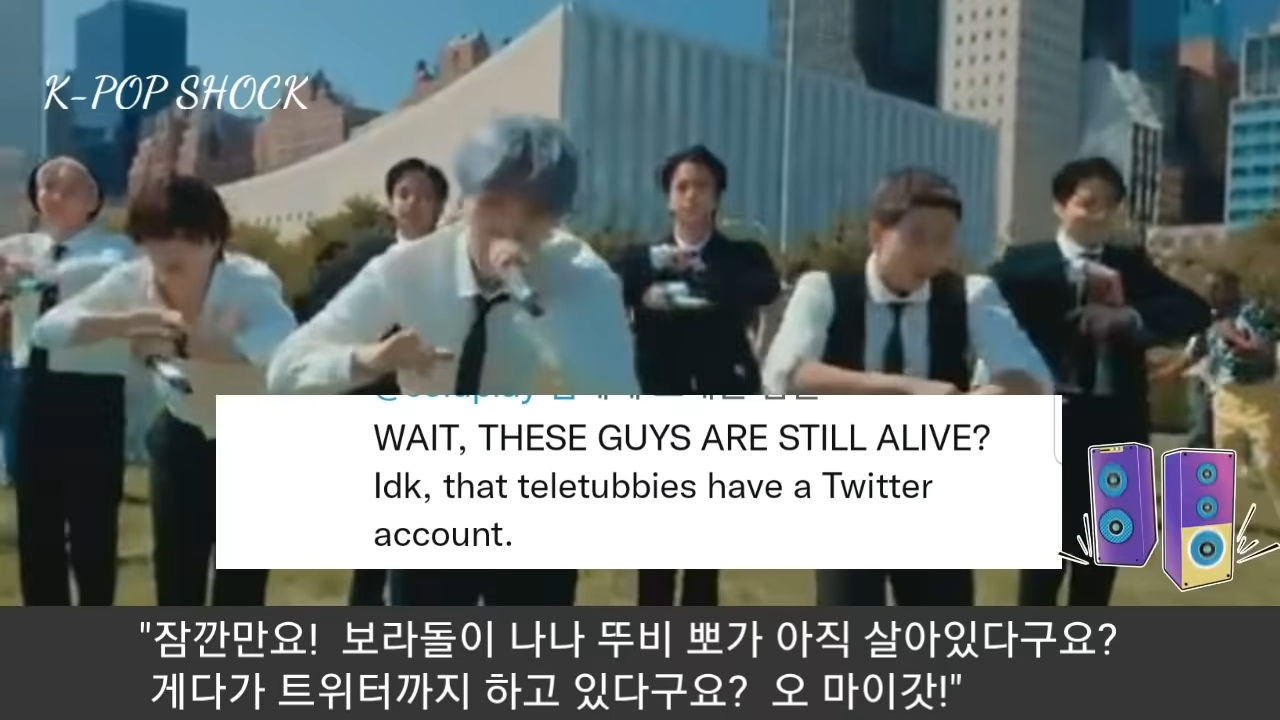 K-POP SHOCK
WAIT, THESE GUYS ARE STILL ALIVE?
Idk, that teletubbies have a Twitter
account.
"잠깐만요! 보라돌이 나나 뚜비 뽀가 아직 살아있다구요?
게다가 트위터까지 하고 있다구요? 오 마이갓!"